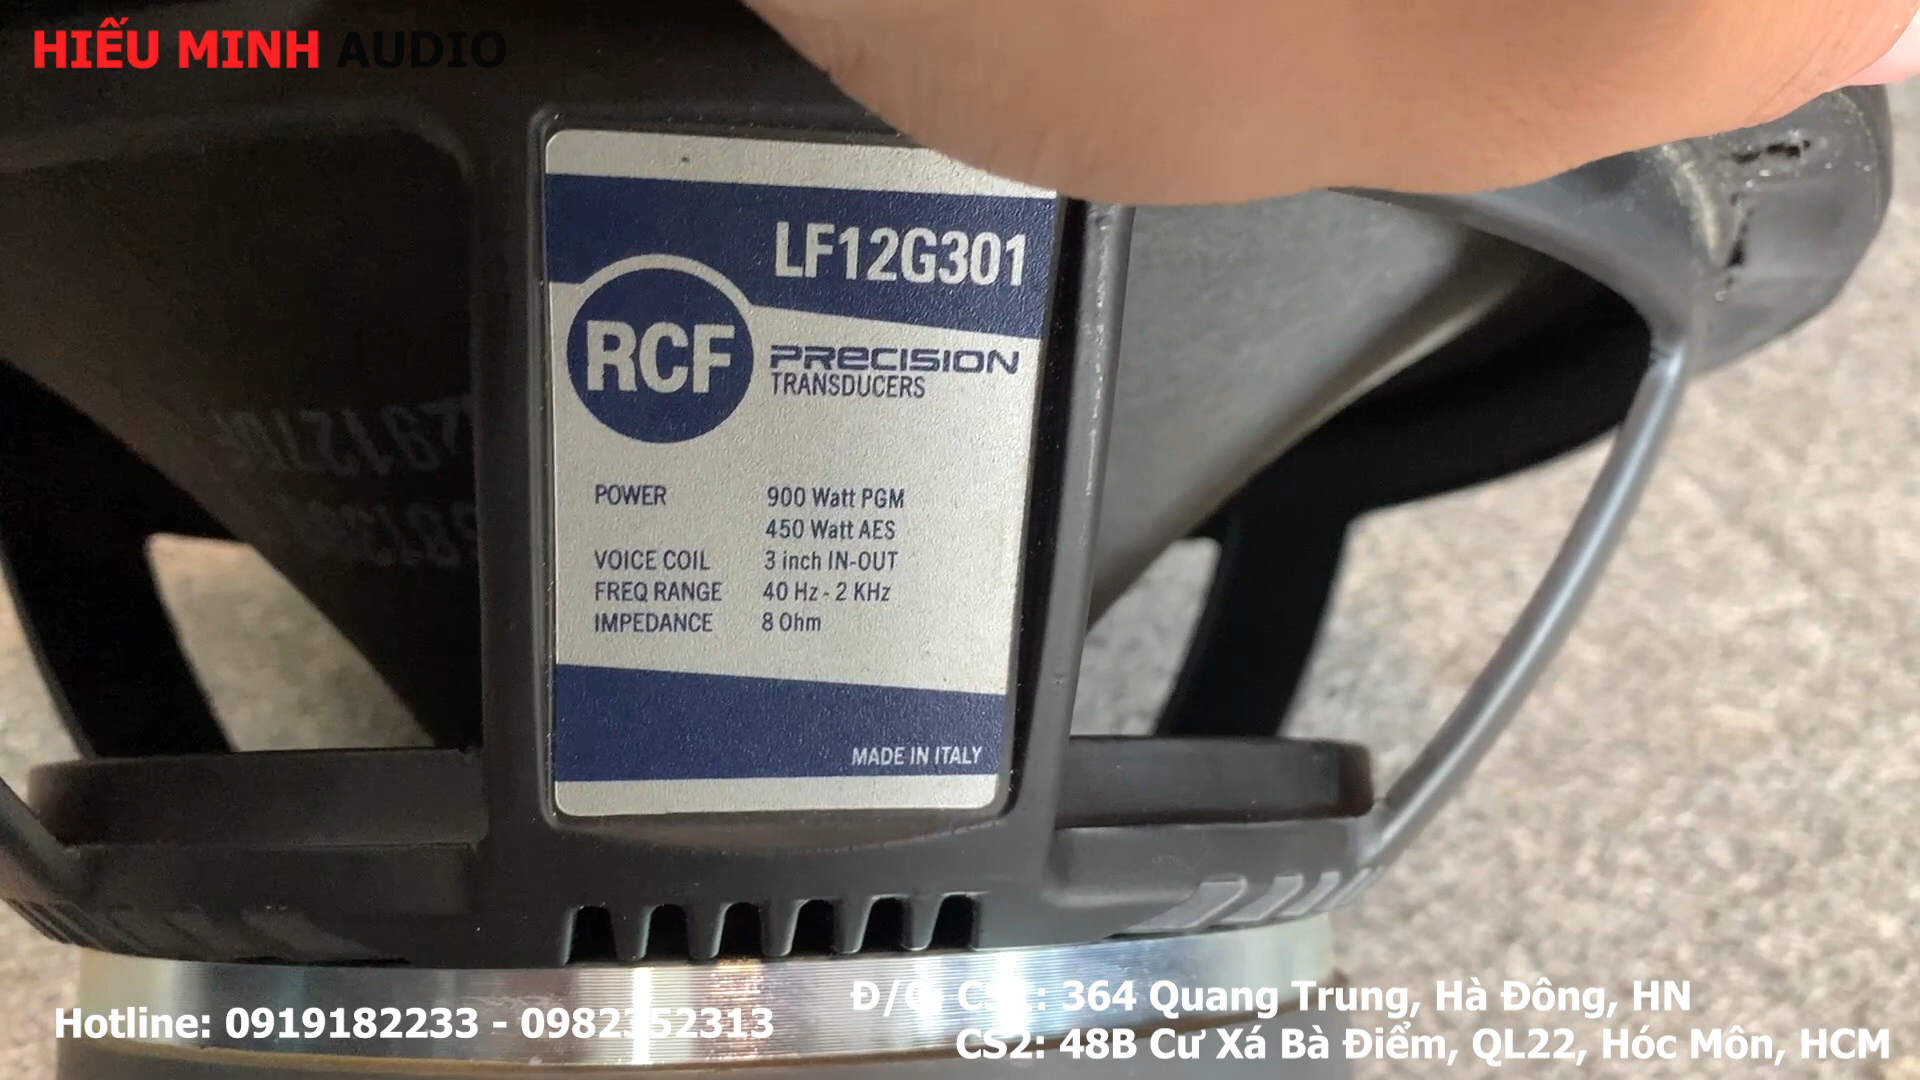 HIẾU MINH AUDIO
LF12G301
RCF
PRECISION
TRANSDUCERS
POWER 900 Watt PGM
450 Watt AES
VOICE COIL 3 inch IN-OUT
FREQ RANGE 40 Hz - 2 KHz
IMPEDANCE 8 Ohm
MADE IN ITALY
Hotline: 0919182233 - 0982352313
Đ/C: CS1: 364 Quang Trung, Hà Đông, HN
CS2: 48B Cư Xá Bà Điểm, QL22, Hóc Môn, HCM